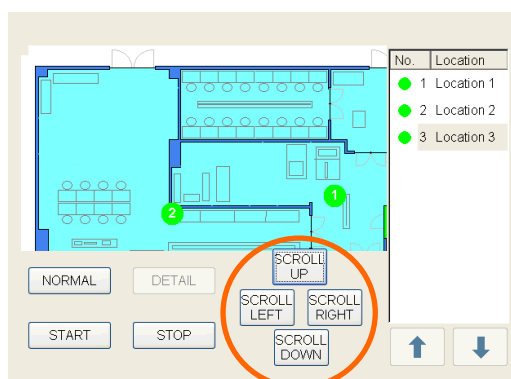 No. Location
1 Location 1
2 Location 2
3 Location 3
1
2
NORMAL
DETAIL
SCROLL
UP
SCROLL
LEFT
SCROLL
RIGHT
START
STOP
SCROLL
DOWN